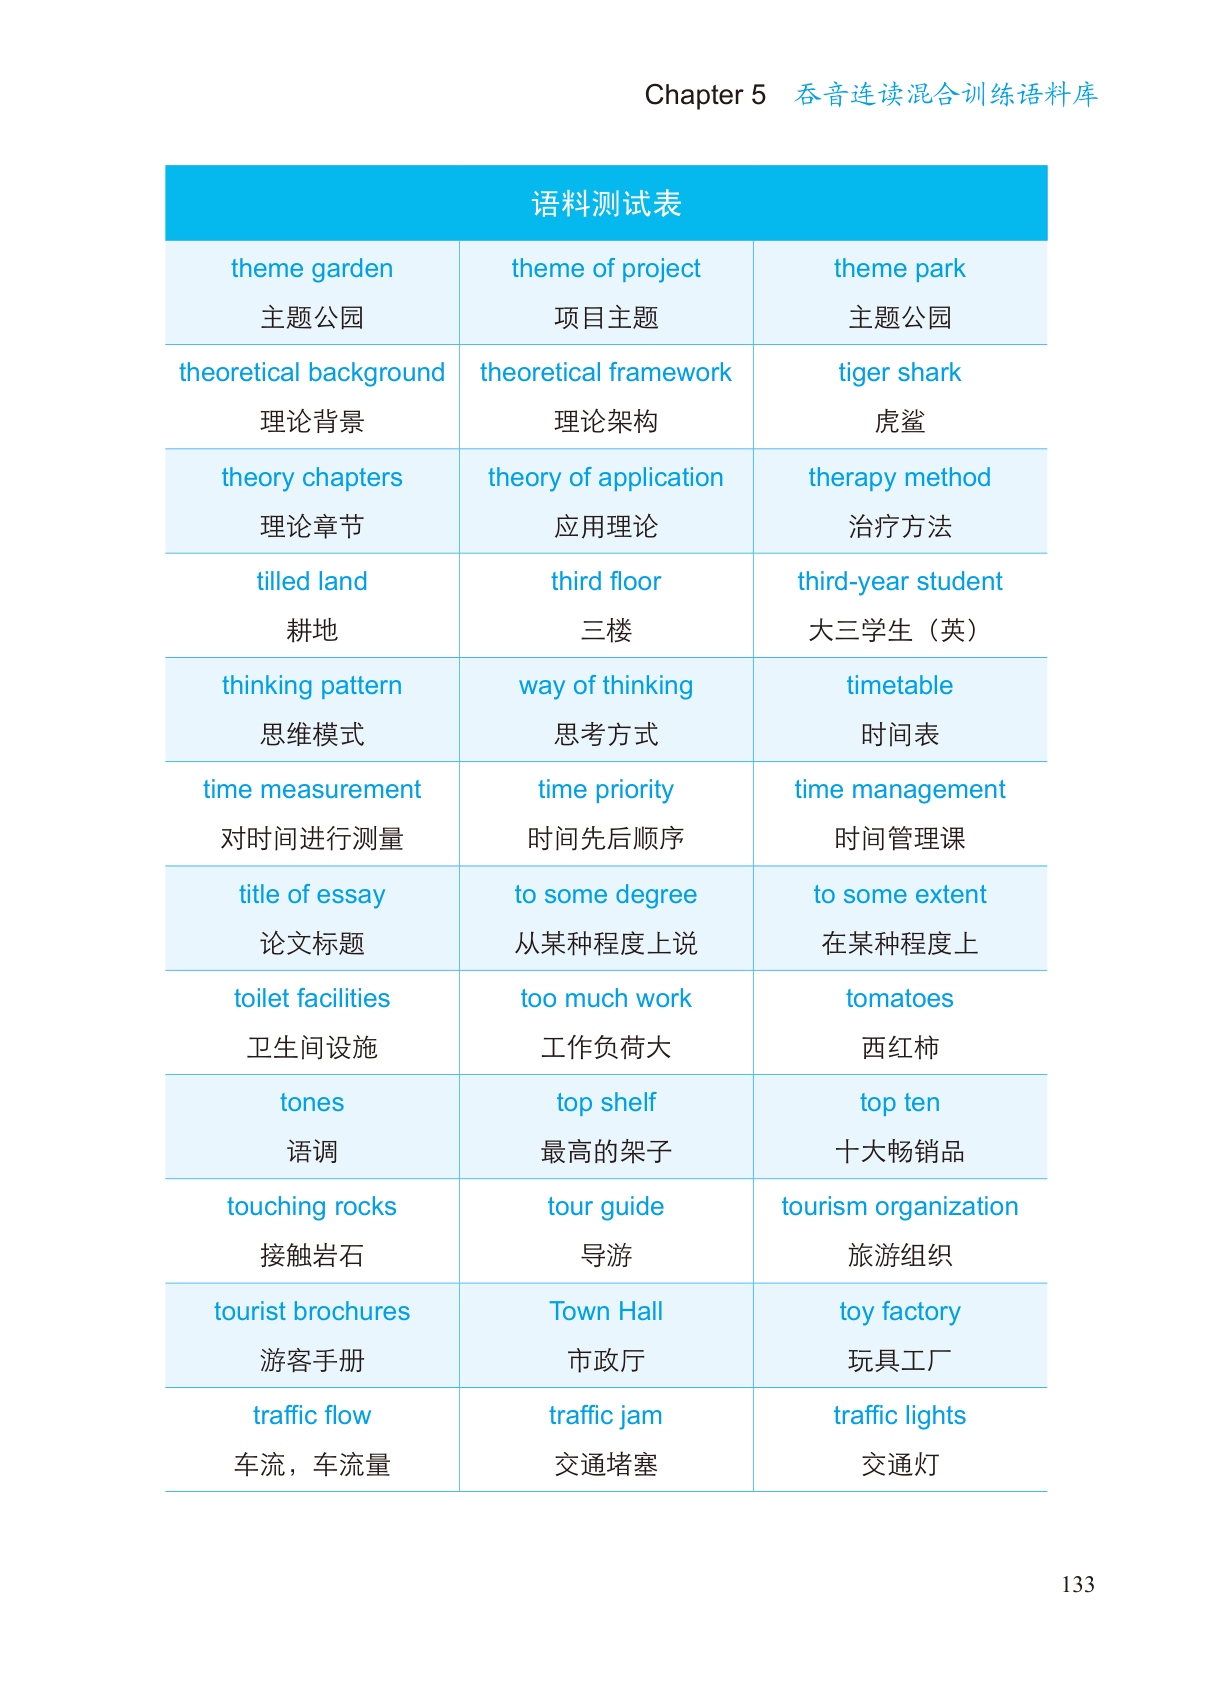 Chapter 5 吞音连读混合训练语料库
语料测试表
theme garden theme of project theme park
主题公园 项目主题 主题公园
theoretical background theoretical framework tiger shark
理论背景 理论架构 虎鲨
theory chapters theory of application therapy method
理论章节 应用理论 治疗方法
tilled land third floor third-year student
耕地 三楼 大三学生（英）
thinking pattern way of thinking timetable
思维模式 思考方式 时间表
time measurement time priority time management
对时间进行测量 时间先后顺序 时间管理课
title of essay to some degree to some extent
论文标题 从某种程度上说 在某种程度上
toilet facilities too much work tomatoes
卫生间设施 工作负荷大 西红柿
tones top shelf top ten
语调 最高的架子 十大畅销品
touching rocks tour guide tourism organization
接触岩石 导游 旅游组织
tourist brochures Town Hall toy factory
游客手册 市政厅 玩具工厂
traffic flow traffic jam traffic lights
车流，车流量 交通堵塞 交通灯
133